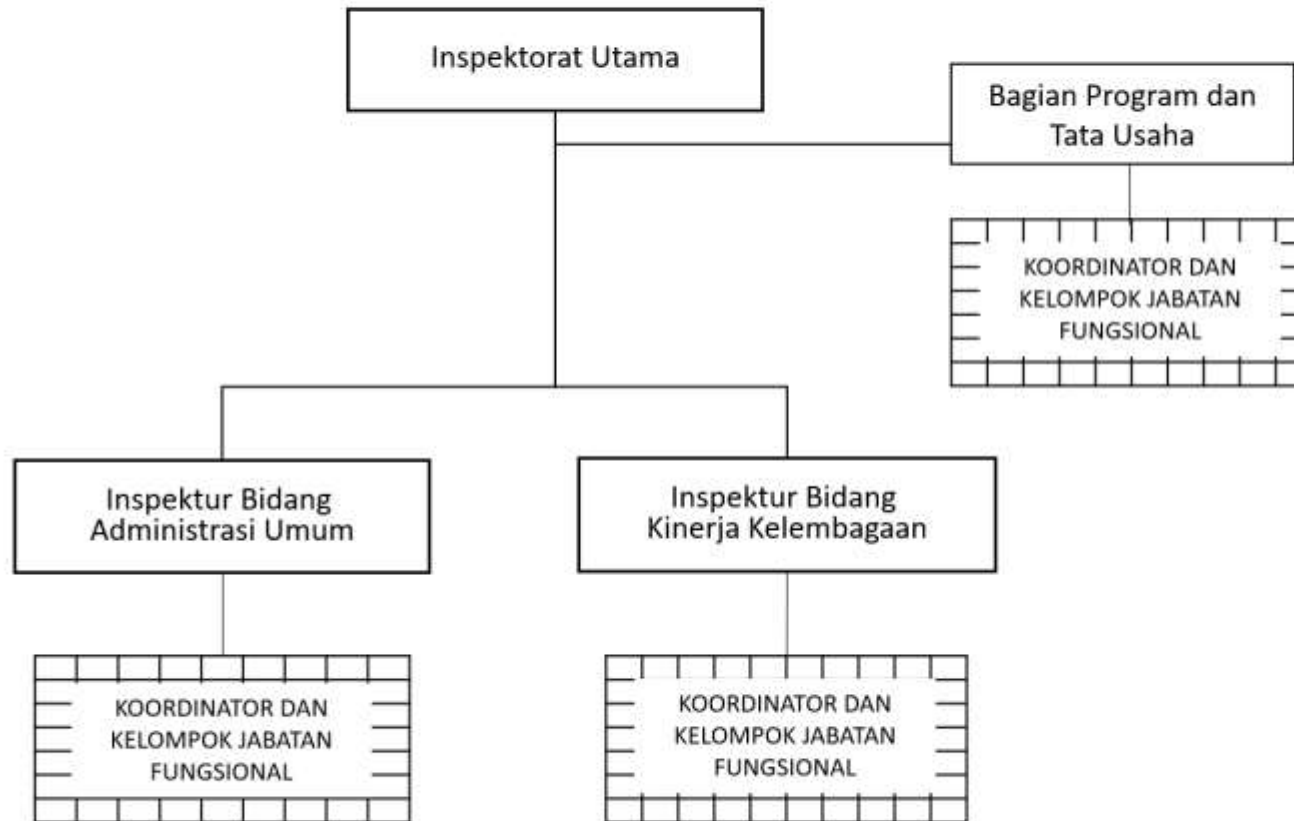 Inspektorat Utama
Bagian Program dan
Tata Usaha
KOORDINATOR DAN
KELOMPOK JABATAN
FUNGSIONAL
Inspektur Bidang
Administrasi Umum
Inspektur Bidang
Kinerja Kelembagaan
KOORDINATOR DAN
KELOMPOK JABATAN
FUNGSIONAL
KOORDINATOR DAN
KELOMPOK JABATAN
FUNGSIONAL